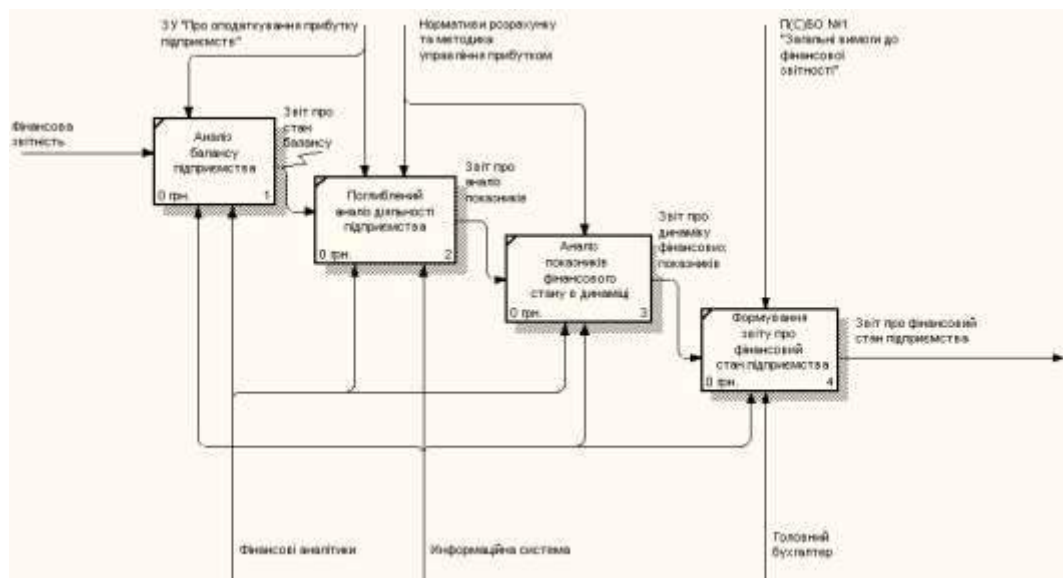 ЗУ "Про оподаткування прибутку
підприємств"
Нормативи розрахунку
та методика
управління прибутком
П(С)БО №1
"Загальні вимоги до
фінансової
звітності"
Фінансова
звітність
Аналіз
балансу
підприємства
0 грн.
1
Звіт про
стан
балансу
Поглиблений
аналіз діяльності
підприємства
0 грн.
2
Звіт про
аналіз
показників
Аналіз
показників
фінансового
стану в динаміці
0 грн.
3
Звіт про
динаміку
фінансових
показників
Формування
звіту про
фінансовий
стан підприємства
0 грн.
4
Звіт про фінансовий
стан підприємства
Фінансові аналітики
Информаційна система
Головний
бухгалтер